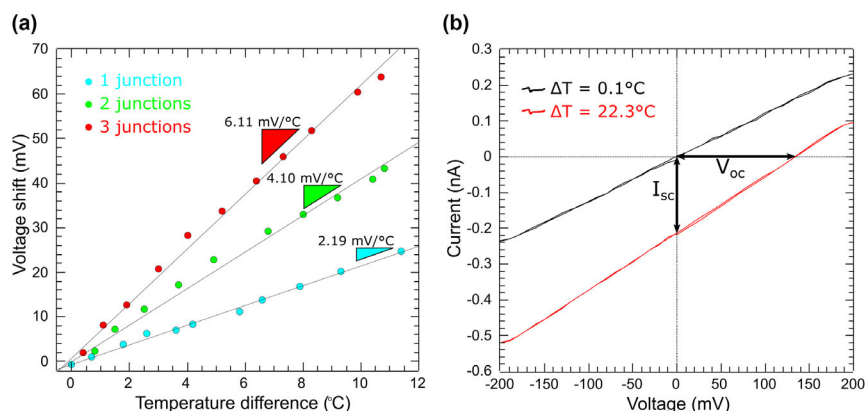 (a)
70
60
50
40
30
20
10
0
Voltage shift (mV)
1 junction
2 junctions
3 junctions
6.11 mV/°C
4.10 mV/°C
2.19 mV/°C
0 2 4 6 8 10 12
Temperature difference (°C)
(b)
0.3
0.2
0.1
0
-0.1
-0.2
-0.3
-0.4
-0.5
-0.6
Current (nA)
ΔT = 0.1°C
ΔT = 22.3°C
Voc
Isc
-200 -150 -100 -50 0 50 100 150 200
Voltage (mV)